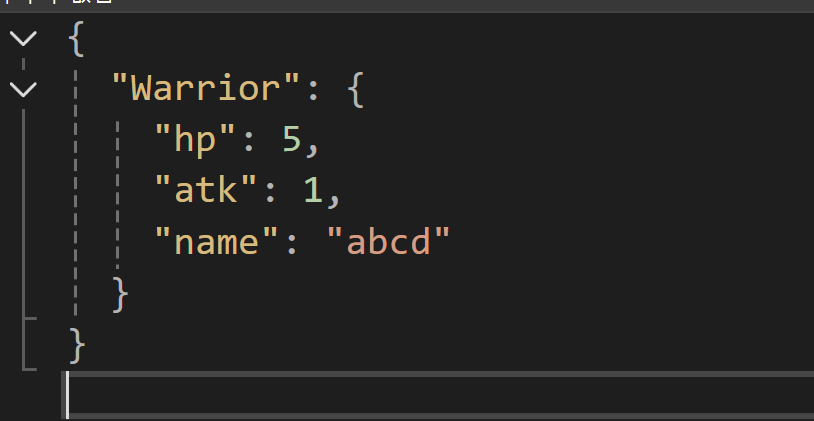 {
"Warrior": {
"hp": 5,
"atk": 1,
"name": "abcd"
}
}